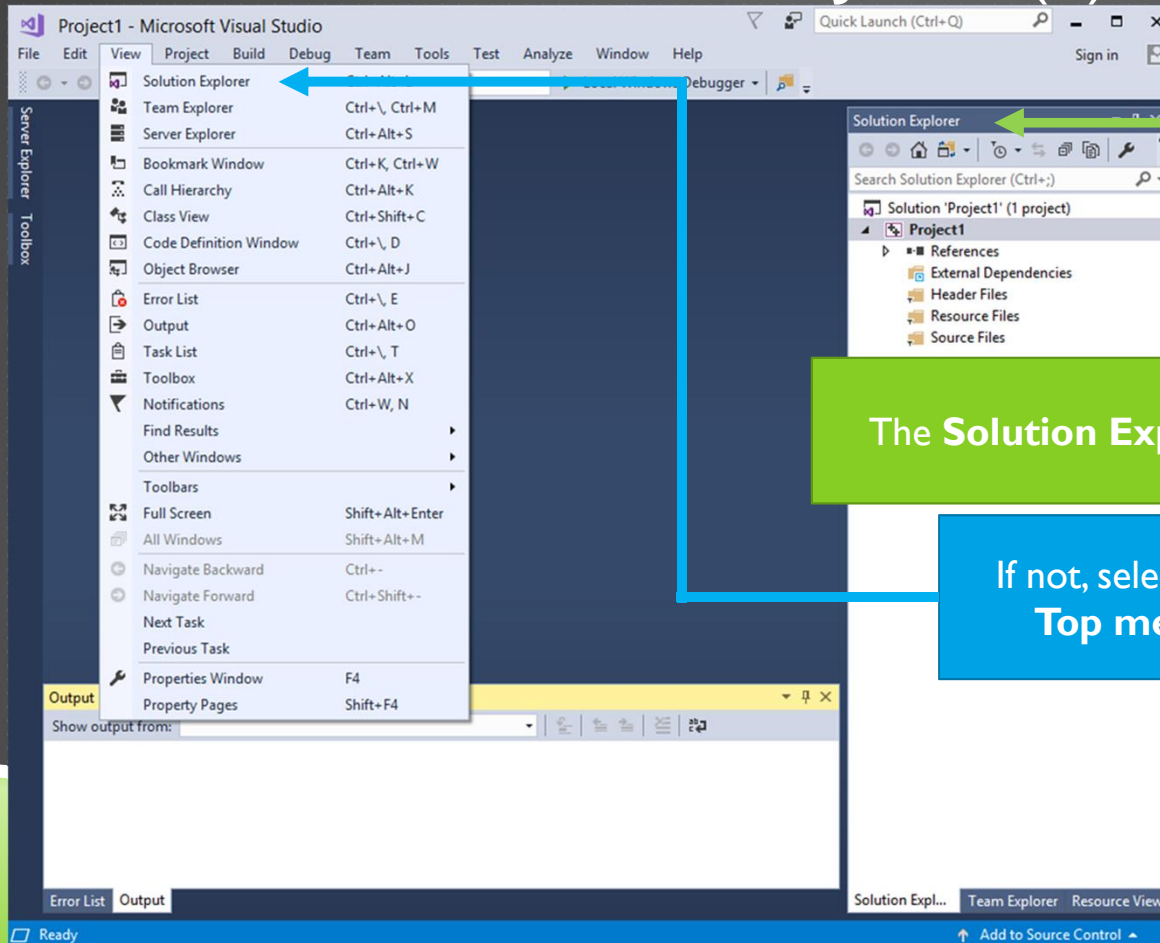 Project1 - Microsoft Visual Studio
Quick Launch (Ctrl+Q)
File Edit View Project Build Debug Team Tools Test Analyze Window Help
Sign in
Debugger
Server Explorer
Toolbox
Solution Explorer
Team Explorer Ctrl+\, Ctrl+M
Server Explorer Ctrl+Alt+S
Bookmark Window Ctrl+K, Ctrl+W
Call Hierarchy Ctrl+Alt+K
Class View Ctrl+Shift+C
Code Definition Window Ctrl+\, D
Object Browser Ctrl+Alt+J
Error List Ctrl+\, E
Output Ctrl+Alt+O
Task List Ctrl+\, T
Toolbox Ctrl+Alt+X
Notifications Ctrl+W, N
Find Results
Other Windows
Toolbars
Full Screen Shift+Alt+Enter
All Windows Shift+Alt+M
Navigate Backward Ctrl+-
Navigate Forward Ctrl+Shift+-
Next Task
Previous Task
Properties Window F4
Property Pages Shift+F4
Solution Explorer
Search Solution Explorer (Ctrl+;)
Solution 'Project1' (1 project)
Project1
References
External Dependencies
Header Files
Resource Files
Source Files
The Solution Exp
If not, sele
Top me
Output
Show output from:
Error List Output
Solution Expl... Team Explorer Resource View
Ready
Add to Source Control